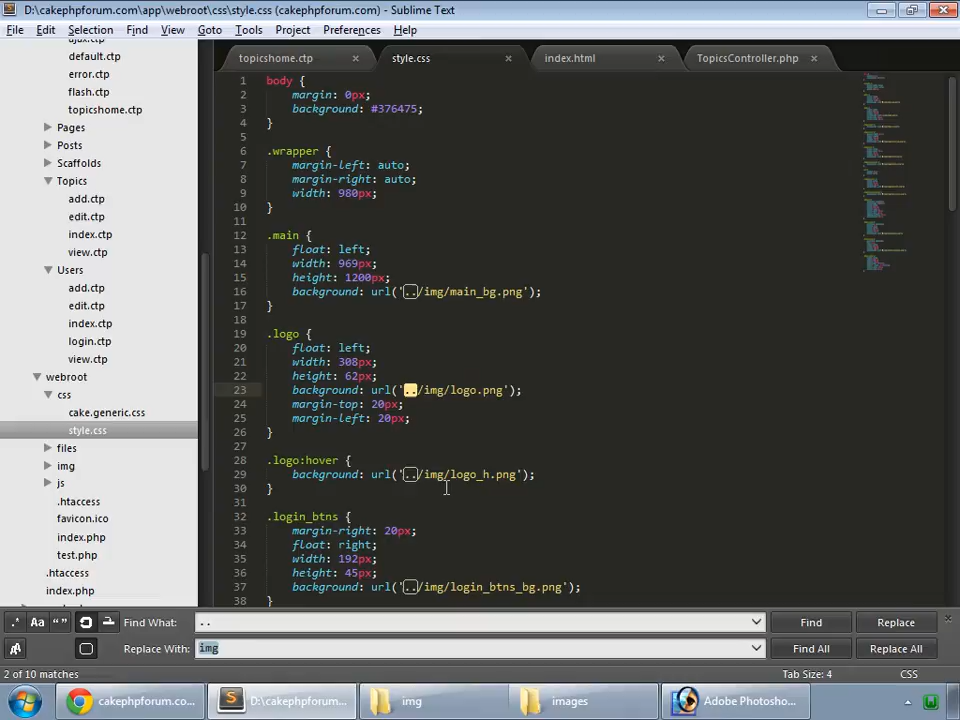 D:\cakephpforum.com\app\webroot\css\style.css (cakephpforum.com) - Sublime Text
File Edit Selection Find View Goto Tools Project Preferences Help
topicshome.ctp × style.css × index.html × TopicsController.php ×
default.ctp
error.ctp
flash.ctp
topicshome.ctp
Pages
Posts
Scaffolds
Topics
add.ctp
edit.ctp
index.ctp
view.ctp
Users
add.ctp
edit.ctp
index.ctp
login.ctp
view.ctp
webroot
css
cake.generic.css
style.css
files
img
js
.htaccess
favicon.ico
index.php
test.php
.htaccess
index.php
1 body {
2 margin: 0px;
3 background: #376475;
4 }
5
6 .wrapper {
7 margin-left: auto;
8 margin-right: auto;
9 width: 980px;
10 }
11
12 .main {
13 float: left;
14 width: 969px;
15 height: 1200px;
16 background: url('../img/main_bg.png');
17 }
18
19 .logo {
20 float: left;
21 width: 308px;
22 height: 62px;
23 background: url('../img/logo.png');
24 margin-top: 20px;
25 margin-left: 20px;
26 }
27
28 .logo:hover {
29 background: url('../img/logo_h.png');
30 }
31
32 .login_btns {
33 margin-right: 20px;
34 float: right;
35 width: 192px;
36 height: 45px;
37 background: url('../img/login_btns_bg.png');
38 }
.* Aa “” Find What: .. Find Replace
Replace With: img Find All Replace All
2 of 10 matches Tab Size: 4 CSS
cakephpforum.co... D:\cakephpforum.... img images Adobe Photosho...